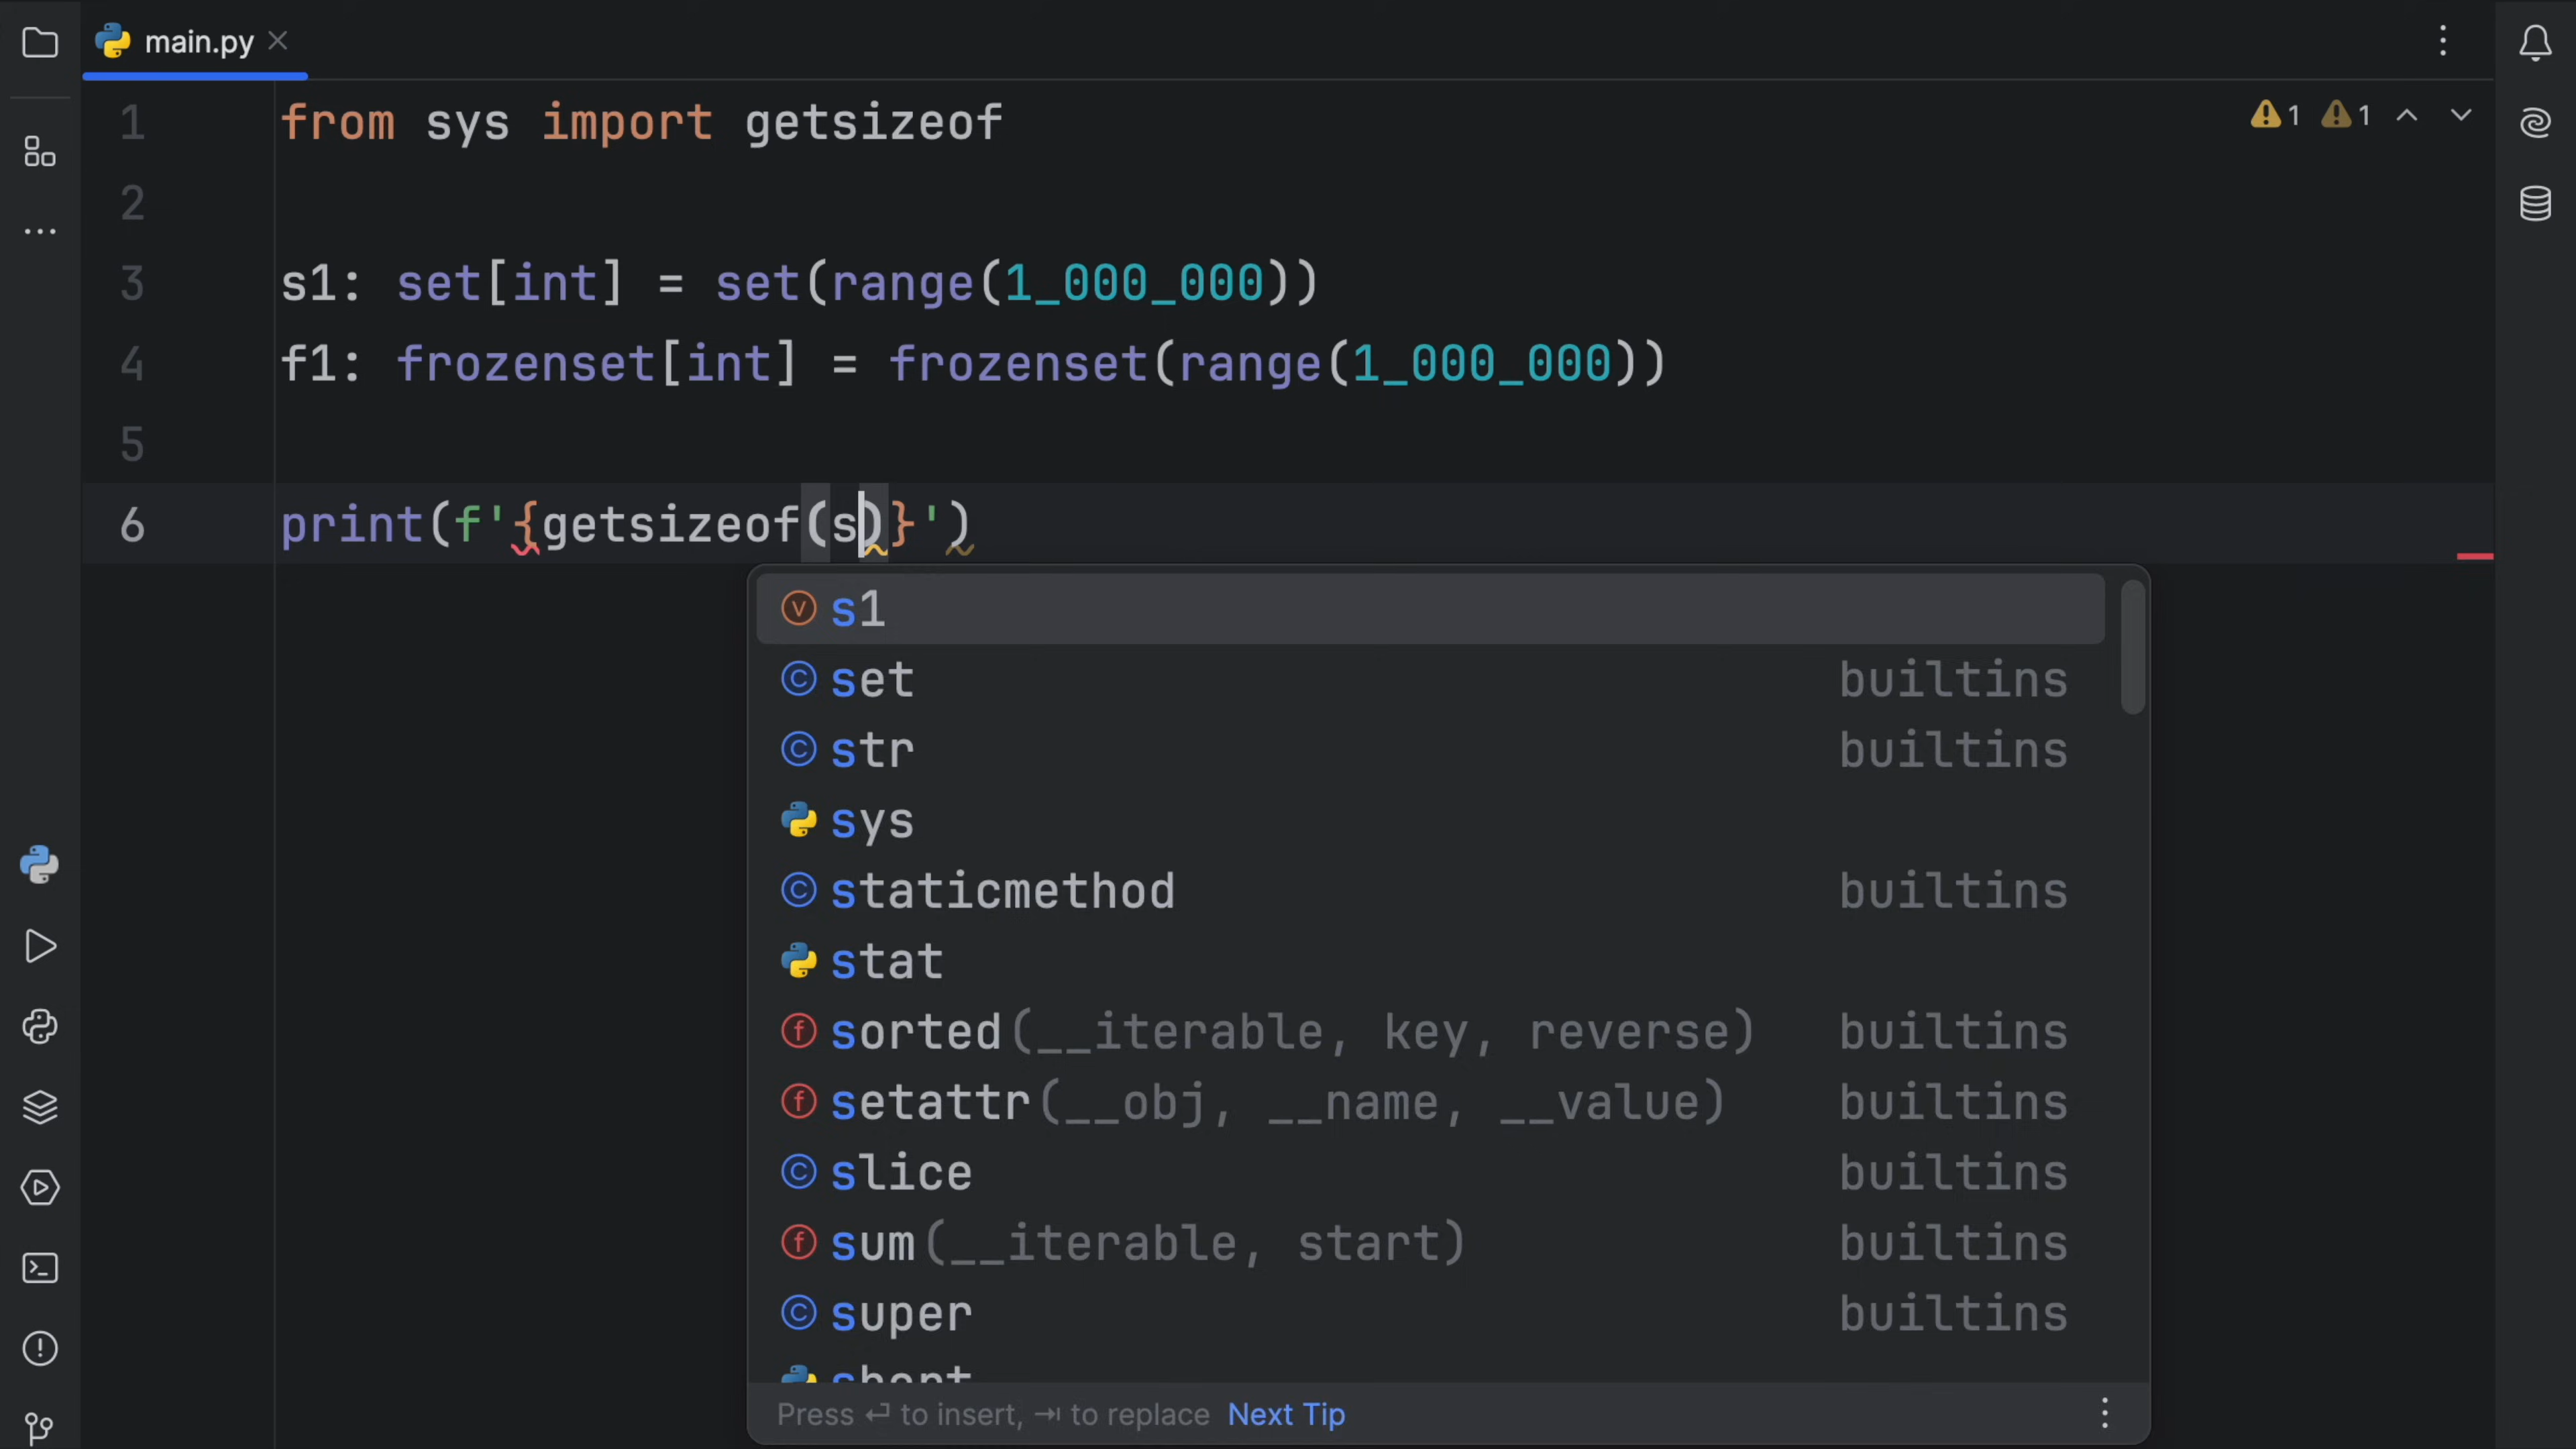 main.py
1 from sys import getsizeof
1 1
2
3 s1: set[int] = set(range(1_000_000))
4 f1: frozenset[int] = frozenset(range(1_000_000))
5
6 print(f'{getsizeof(s)}')
s1
set builtins
str builtins
sys
staticmethod builtins
stat
sorted(__iterable, key, reverse) builtins
setattr(__obj, __name, __value) builtins
slice builtins
sum(__iterable, start) builtins
super builtins
Press ↵ to insert, ⇥ to replace Next Tip